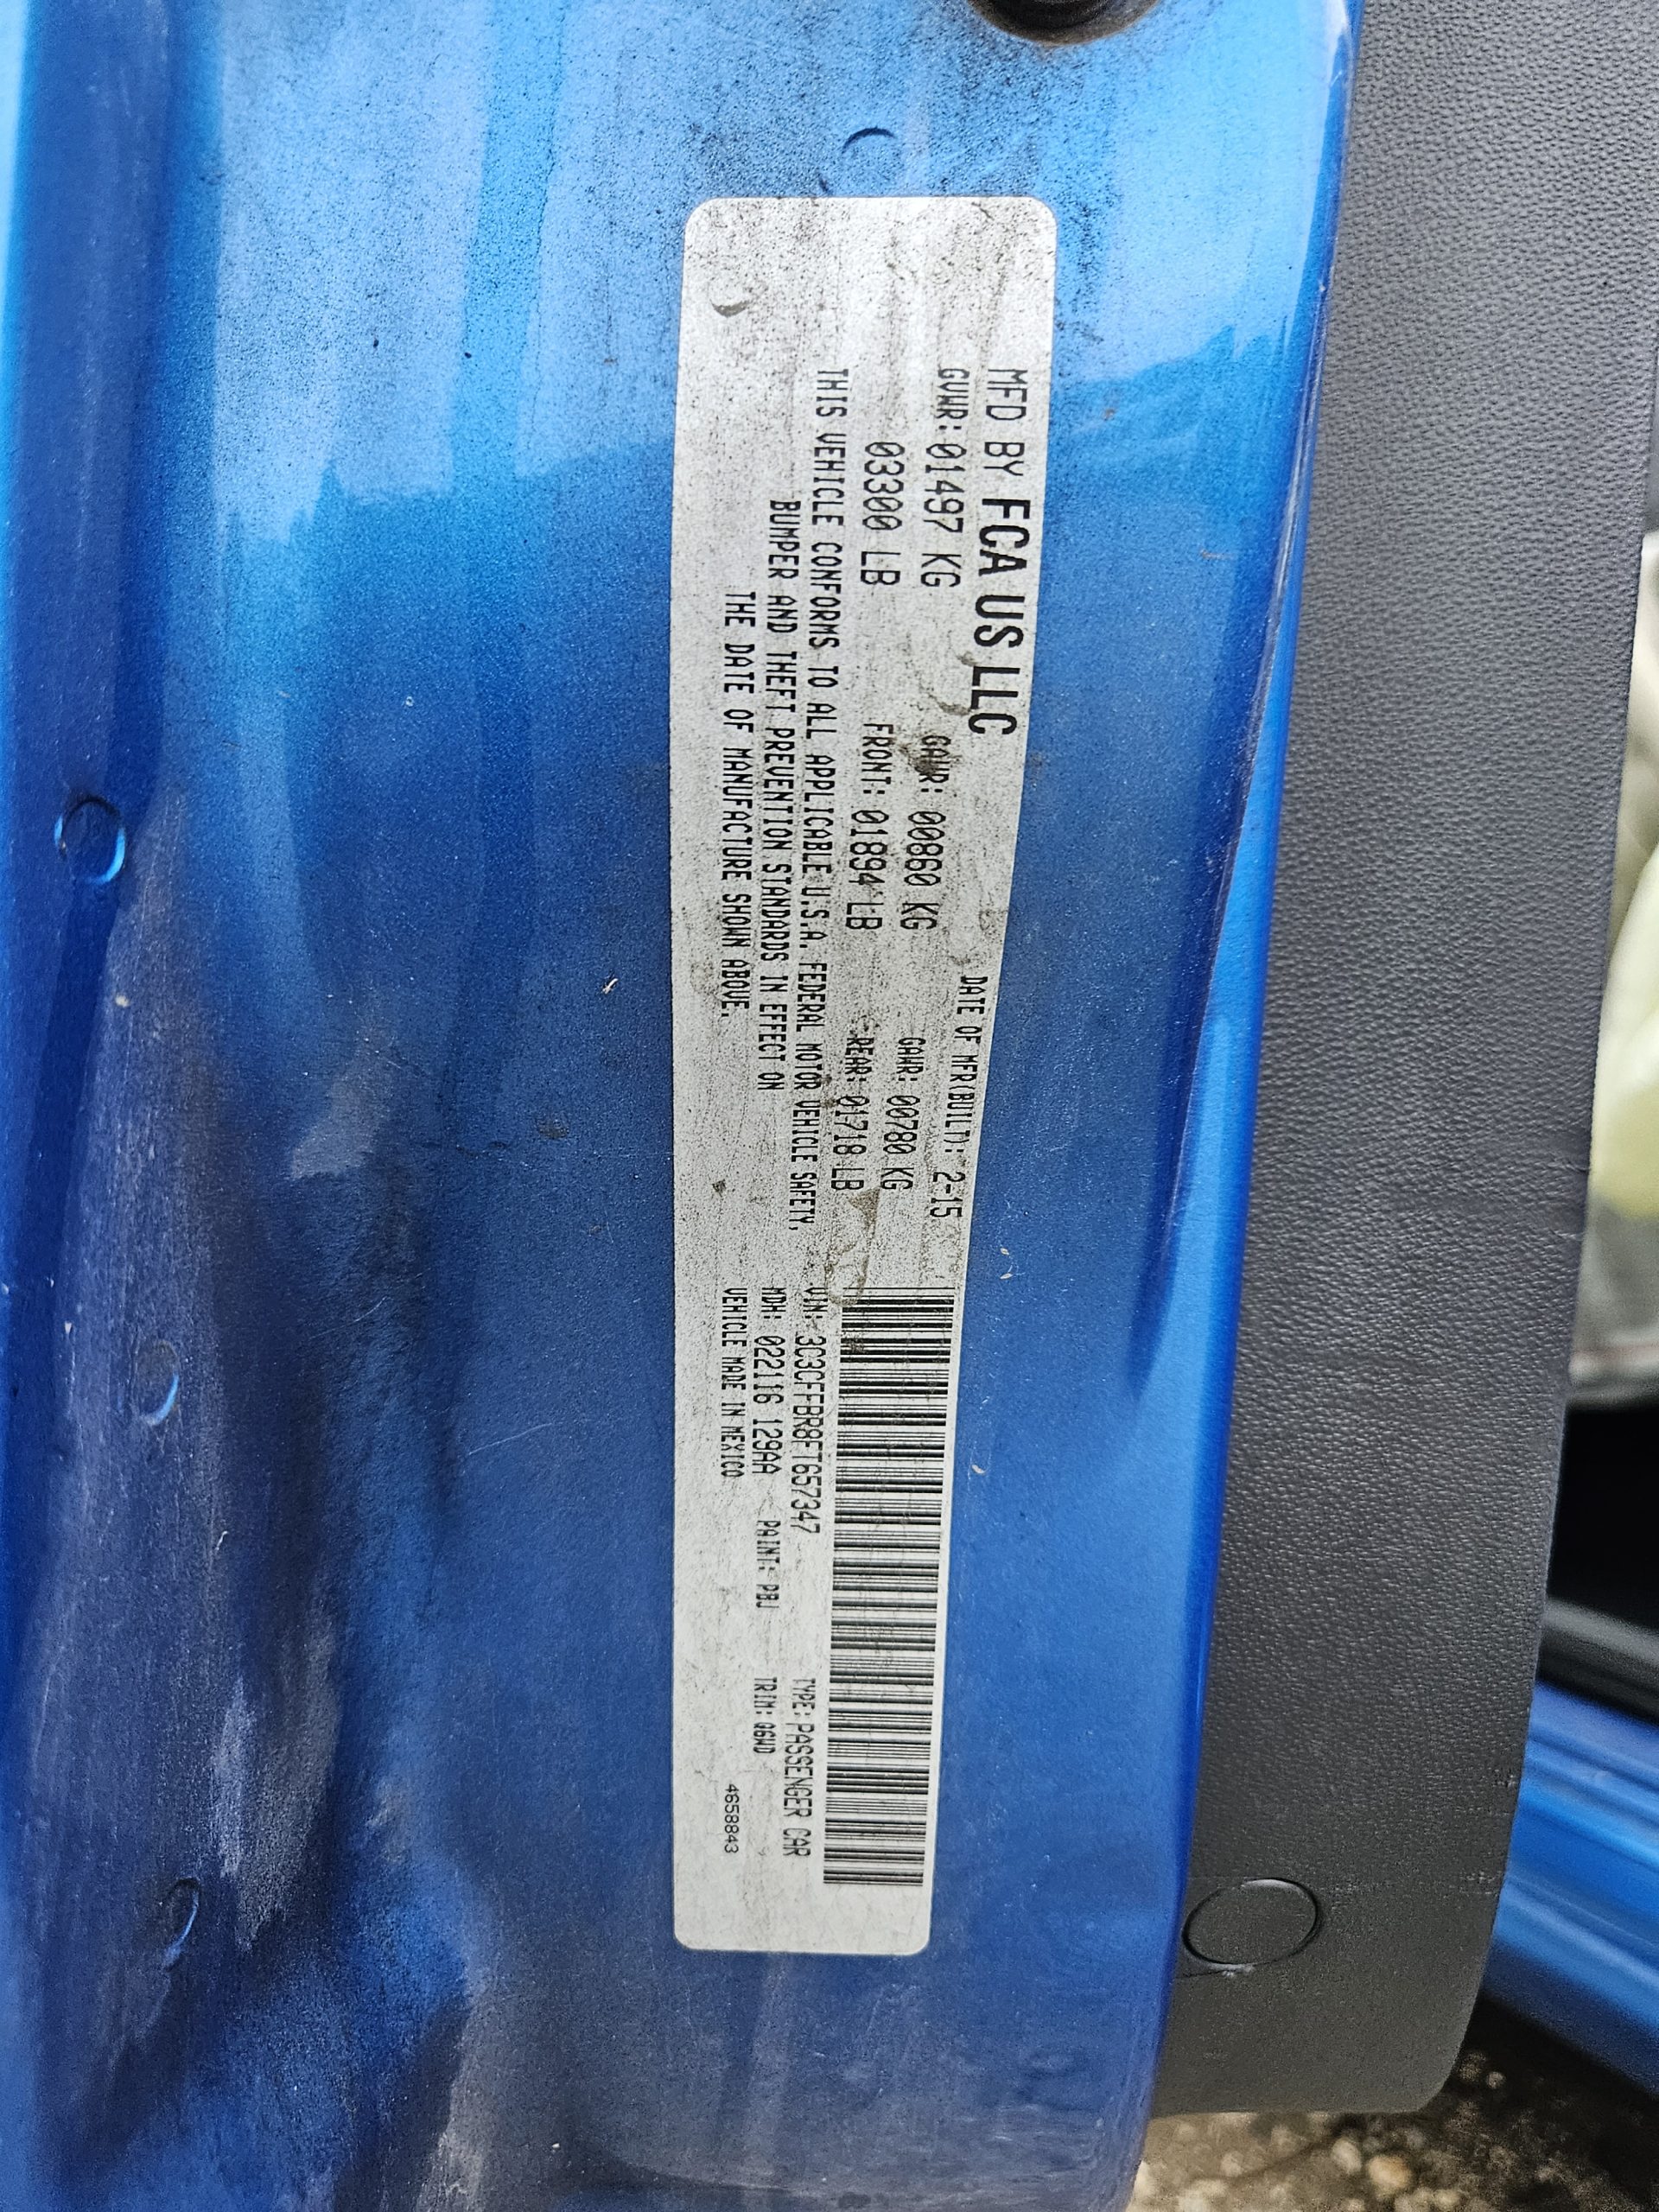 MFD BY FCA US LLC
DATE OF MFR(BUILT): 2-15
GVWR: 01497 KG
03300 LB
GAWR: 00860 KG
FRONT: 01894 LB
GAWR: 00780 KG
REAR: 01718 LB
THIS VEHICLE CONFORMS TO ALL APPLICABLE U.S.A. FEDERAL MOTOR VEHICLE SAFETY,
BUMPER AND THEFT PREVENTION STANDARDS IN EFFECT ON
THE DATE OF MANUFACTURE SHOWN ABOVE.
VIN: 3C3CFFBR8FT657347
TYPE: PASSENGER CAR
MDH: 022116 129AA
PAINT: PBJ
TRIM: Q6WD
VEHICLE MADE IN MEXICO
4658843